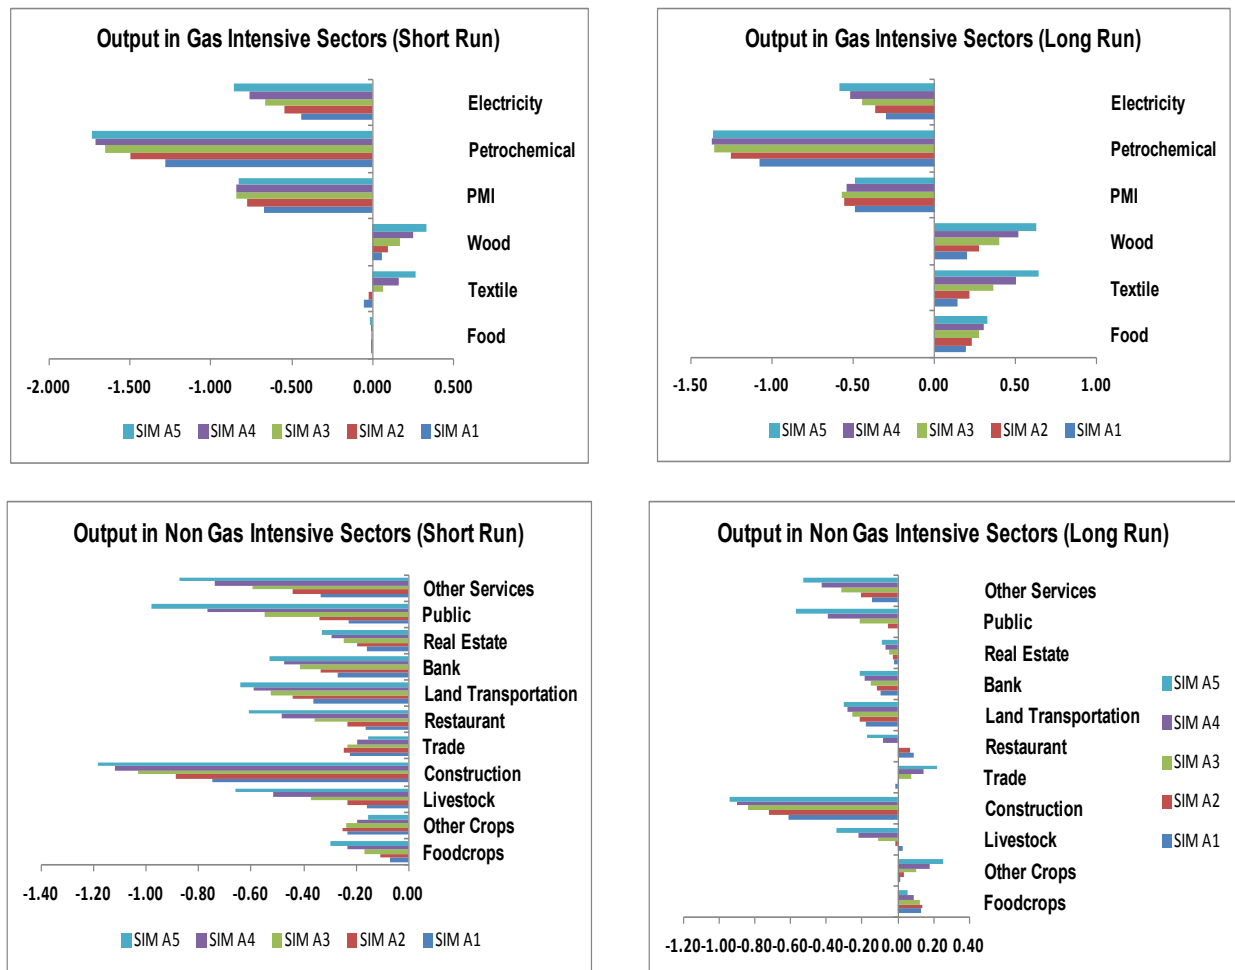 Output in Gas Intensive Sectors (Short Run)
Electricity
Petrochemical
PMI
Wood
Textile
Food
-2.000 -1.500 -1.000 -0.500 0.000 0.500
SIM A5 SIM A4 SIM A3 SIM A2 SIM A1
Output in Gas Intensive Sectors (Long Run)
Electricity
Petrochemical
PMI
Wood
Textile
Food
-1.50 -1.00 -0.50 0.00 0.50 1.00
SIM A5 SIM A4 SIM A3 SIM A2 SIM A1
Output in Non Gas Intensive Sectors (Short Run)
Other Services
Public
Real Estate
Bank
Land Transportation
Restaurant
Trade
Construction
Livestock
Other Crops
Foodcrops
-1.40 -1.20 -1.00 -0.80 -0.60 -0.40 -0.20 0.00
SIM A5 SIM A4 SIM A3 SIM A2 SIM A1
Output in Non Gas Intensive Sectors (Long Run)
Other Services
Public
Real Estate
Bank
Land Transportation
Restaurant
Trade
Construction
Livestock
Other Crops
Foodcrops
-1.20 -1.00 -0.80 -0.60 -0.40 -0.20 0.00 0.20 0.40
SIM A5
SIM A4
SIM A3
SIM A2
SIM A1